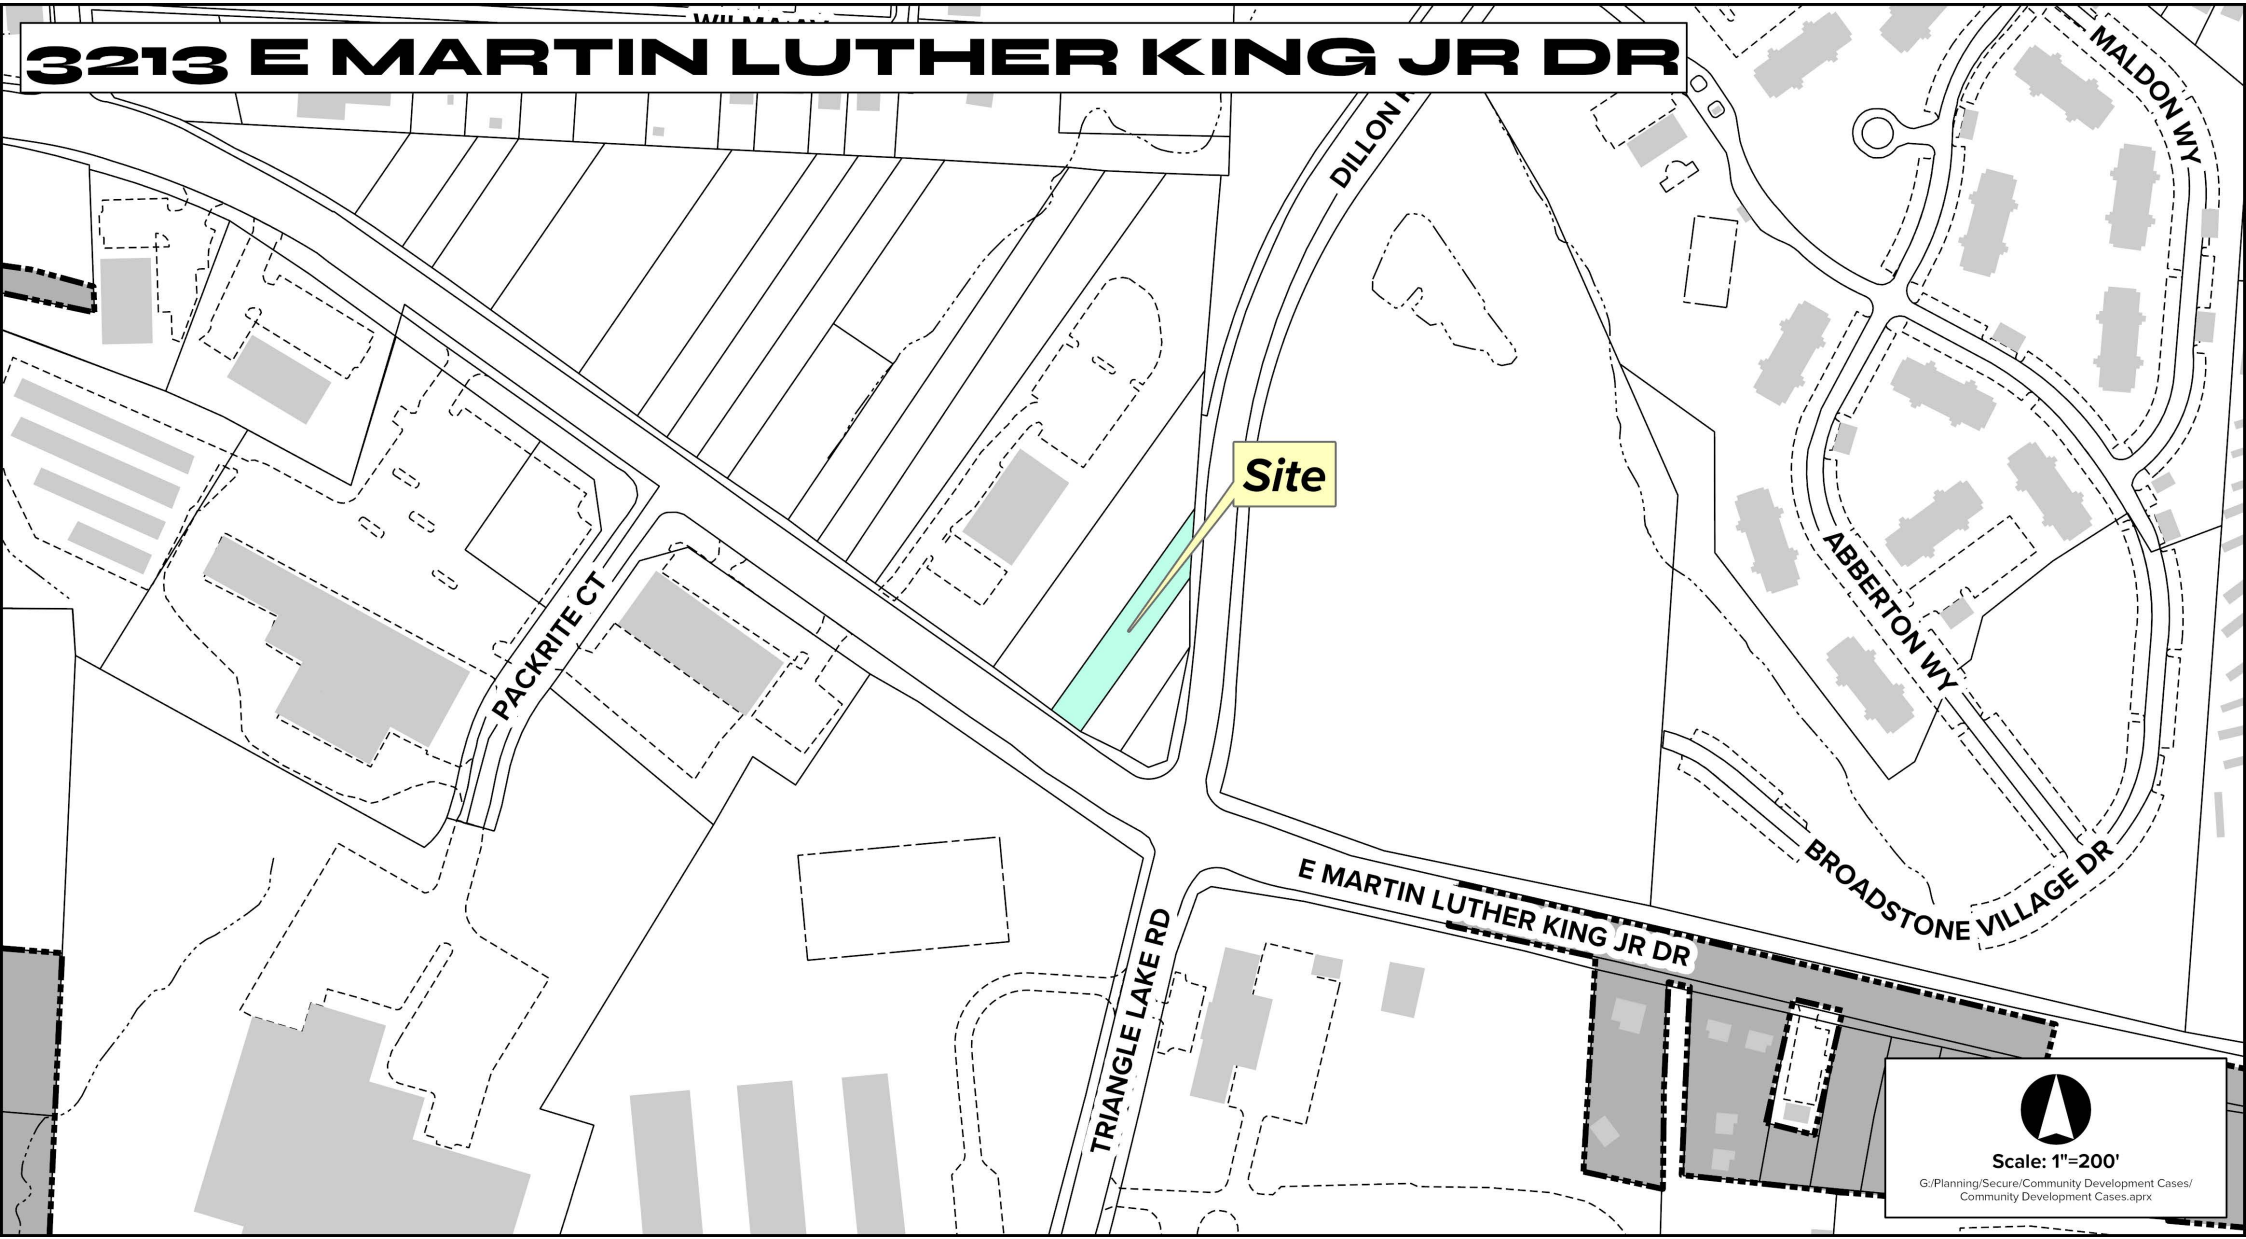 3213 E MARTIN LUTHER KING JR DR
MALDON WY
Site
ABBERTON WY
PACKRITE CT
BROADSTONE VILLAGE DR
E MARTIN LUTHER KING JR DR
TRIANGLE LAKE RD
DILLON
Scale: 1"=200'
G:/Planning/Secure/Community Development Cases/
Community Development Cases.aprx